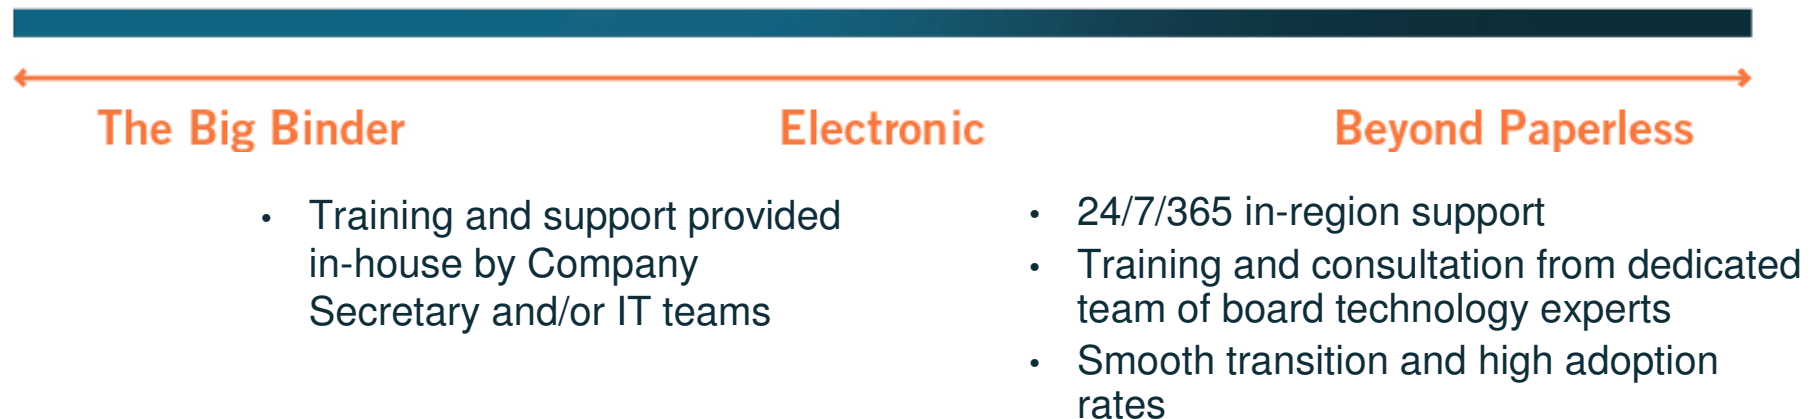 The Big Binder
Electronic
Beyond Paperless
• Training and support provided
in-house by Company
Secretary and/or IT teams
• 24/7/365 in-region support
• Training and consultation from dedicated
team of board technology experts
• Smooth transition and high adoption
rates